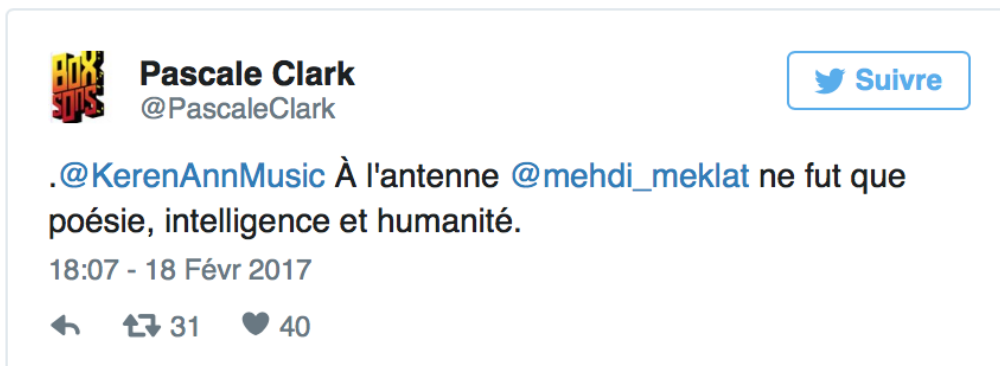 BOX
SONS
Pascale Clark
@PascaleClark
Suivre
.@KerenAnnMusic À l'antenne @mehdi_meklat ne fut que
poésie, intelligence et humanité.
18:07 - 18 Févr 2017
31
40